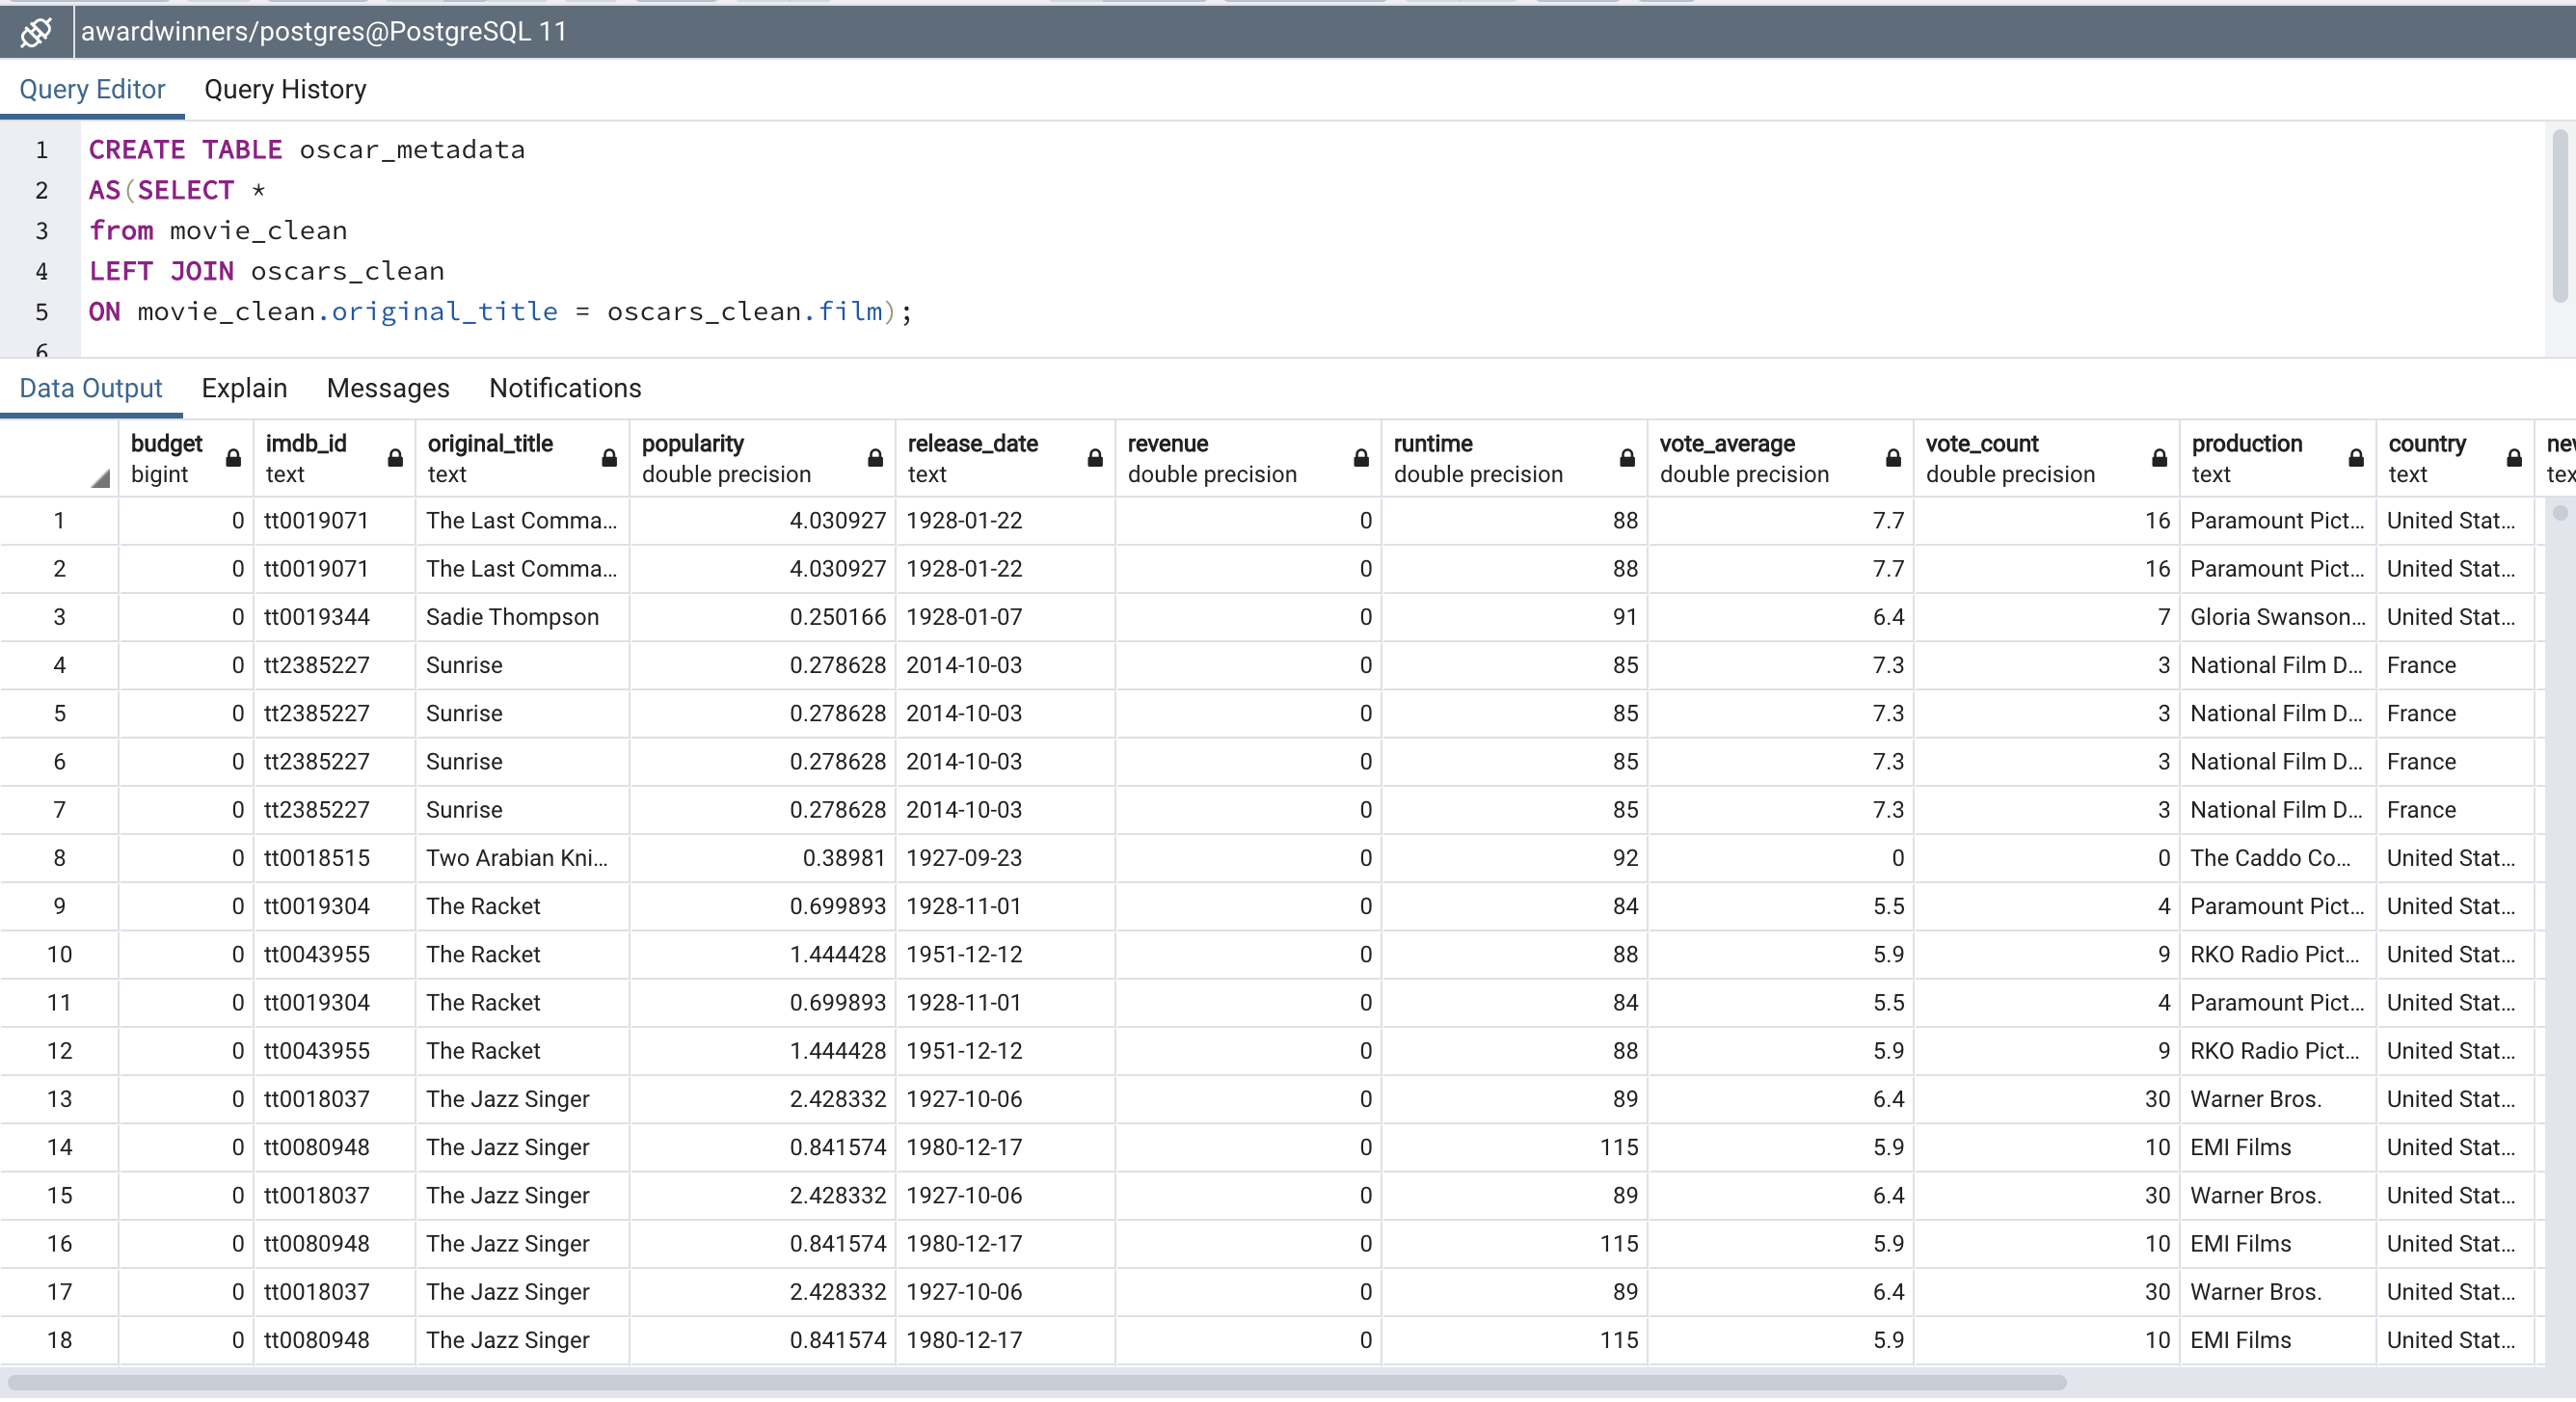 awardwinners/postgres@PostgreSQL 11
Query Editor Query History
1 CREATE TABLE oscar_metadata
2 AS(SELECT *
3 from movie_clean
4 LEFT JOIN oscars_clean
5 ON movie_clean.original_title = oscars_clean.film);
6
Data Output Explain Messages Notifications
budget imdb_id original_title popularity release_date revenue runtime vote_average vote_count production country
bigint text text double precision text double precision double precision double precision double precision text text
1 0 tt0019071 The Last Comma... 4.030927 1928-01-22 0 88 7.7 16 Paramount Pict... United Stat...
2 0 tt0019071 The Last Comma... 4.030927 1928-01-22 0 88 7.7 16 Paramount Pict... United Stat...
3 0 tt0019344 Sadie Thompson 0.250166 1928-01-07 0 91 6.4 7 Gloria Swanson... United Stat...
4 0 tt2385227 Sunrise 0.278628 2014-10-03 0 85 7.3 3 National Film D... France
5 0 tt2385227 Sunrise 0.278628 2014-10-03 0 85 7.3 3 National Film D... France
6 0 tt2385227 Sunrise 0.278628 2014-10-03 0 85 7.3 3 National Film D... France
7 0 tt2385227 Sunrise 0.278628 2014-10-03 0 85 7.3 3 National Film D... France
8 0 tt0018515 Two Arabian Kni... 0.38981 1927-09-23 0 92 0 0 The Caddo Co... United Stat...
9 0 tt0019304 The Racket 0.699893 1928-11-01 0 84 5.5 4 Paramount Pict... United Stat...
10 0 tt0043955 The Racket 1.444428 1951-12-12 0 88 5.9 9 RKO Radio Pict... United Stat...
11 0 tt0019304 The Racket 0.699893 1928-11-01 0 84 5.5 4 Paramount Pict... United Stat...
12 0 tt0043955 The Racket 1.444428 1951-12-12 0 88 5.9 9 RKO Radio Pict... United Stat...
13 0 tt0018037 The Jazz Singer 2.428332 1927-10-06 0 89 6.4 30 Warner Bros. United Stat...
14 0 tt0080948 The Jazz Singer 0.841574 1980-12-17 0 115 5.9 10 EMI Films United Stat...
15 0 tt0018037 The Jazz Singer 2.428332 1927-10-06 0 89 6.4 30 Warner Bros. United Stat...
16 0 tt0080948 The Jazz Singer 0.841574 1980-12-17 0 115 5.9 10 EMI Films United Stat...
17 0 tt0018037 The Jazz Singer 2.428332 1927-10-06 0 89 6.4 30 Warner Bros. United Stat...
18 0 tt0080948 The Jazz Singer 0.841574 1980-12-17 0 115 5.9 10 EMI Films United Stat...